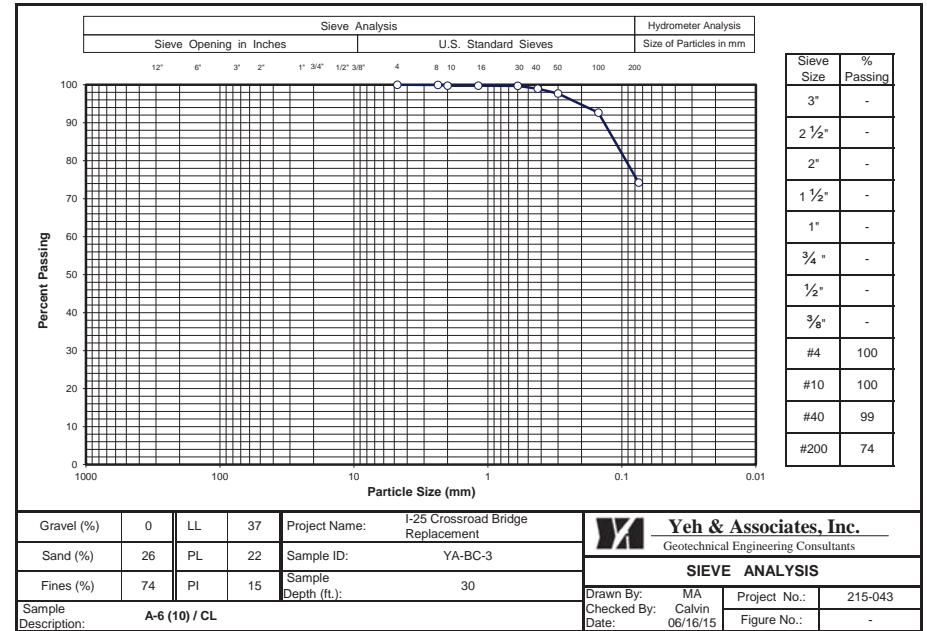 Sieve Analysis
Hydrometer Analysis
Sieve Opening in Inches
U.S. Standard Sieves
Size of Particles in mm
12" 6" 3" 2" 1" 3/4" 1/2" 3/8" 4 8 10 16 30 40 50 100 200
100
90
80
70
60
50
40
30
20
10
0
Percent Passing
1000 100 10 1 0.1 0.01
Particle Size (mm)
Sieve Size % Passing
3" -
2 ½" -
2" -
1 ½" -
1" -
¾ " -
½" -
⅜" -
#4 100
#10 100
#40 99
#200 74
Gravel (%) 0 LL 37 Project Name: I-25 Crossroad Bridge Replacement
Sand (%) 26 PL 22 Sample ID: YA-BC-3
Fines (%) 74 PI 15 Sample Depth (ft.): 30
Sample Description: A-6 (10) / CL
Yeh & Associates, Inc.
Geotechnical Engineering Consultants
SIEVE ANALYSIS
Drawn By: MA
Checked By: Calvin
Date: 06/16/15
Project No.: 215-043
Figure No.: -